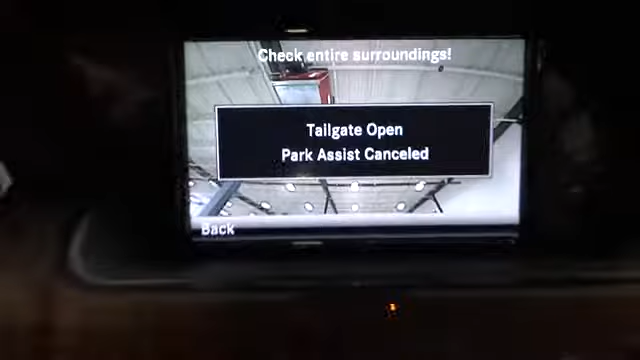 Check entire surroundings!
Tailgate Open
Park Assist Canceled
Back